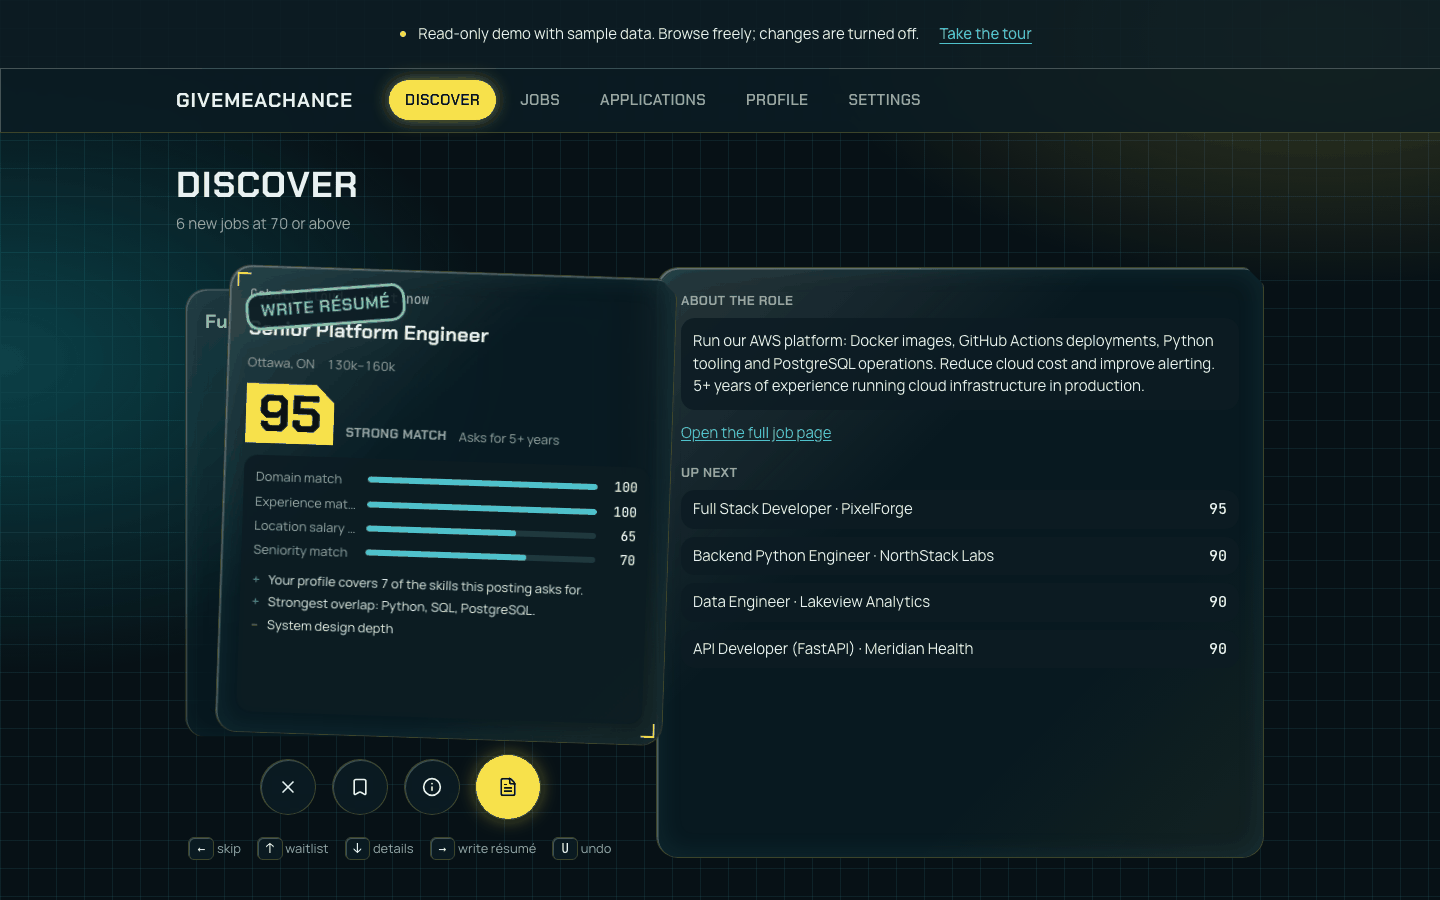 Read-only demo with sample data. Browse freely; changes are turned off. Take the tour
GIVEMEACHANCE DISCOVER JOBS APPLICATIONS PROFILE SETTINGS
DISCOVER
6 new jobs at 70 or above
Fu
now
WRITE RÉSUMÉ
Senior Platform Engineer
Ottawa, ON 130k–160k
95 STRONG MATCH Asks for 5+ years
Domain match 100
Experience mat… 100
Location salary … 65
Seniority match 70
+ Your profile covers 7 of the skills this posting asks for.
+ Strongest overlap: Python, SQL, PostgreSQL.
– System design depth
← skip ↑ waitlist ↓ details → write résumé U undo
ABOUT THE ROLE
Run our AWS platform: Docker images, GitHub Actions deployments, Python
tooling and PostgreSQL operations. Reduce cloud cost and improve alerting.
5+ years of experience running cloud infrastructure in production.
Open the full job page
UP NEXT
Full Stack Developer · PixelForge 95
Backend Python Engineer · NorthStack Labs 90
Data Engineer · Lakeview Analytics 90
API Developer (FastAPI) · Meridian Health 90